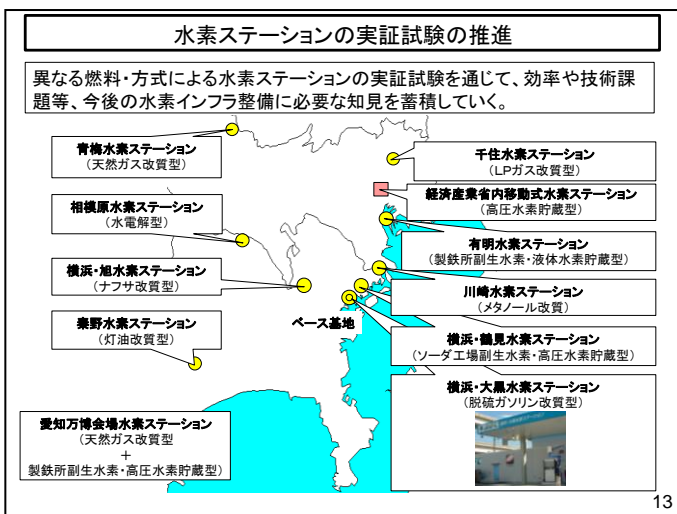 水素ステーションの実証試験の推進
異なる燃料・方式による水素ステーションの実証試験を通じて、効率や技術課
題等、今後の水素インフラ整備に必要な知見を蓄積していく。
青梅水素ステーション
(天然ガス改質型)
千住水素ステーション
(LPガス改質型)
経済産業省内移動式水素ステーション
(高圧水素貯蔵型)
相模原水素ステーション
(水電解型)
有明水素ステーション
(製鉄所副生水素・液体水素貯蔵型)
横浜・旭水素ステーション
(ナフサ改質型)
川崎水素ステーション
(メタノール改質)
ベース基地
秦野水素ステーション
(灯油改質型)
横浜・鶴見水素ステーション
(ソーダ工場副生水素・高圧水素貯蔵型)
横浜・大黒水素ステーション
(脱硫ガソリン改質型)
愛知万博会場水素ステーション
(天然ガス改質型
+
製鉄所副生水素・高圧水素貯蔵型)
13